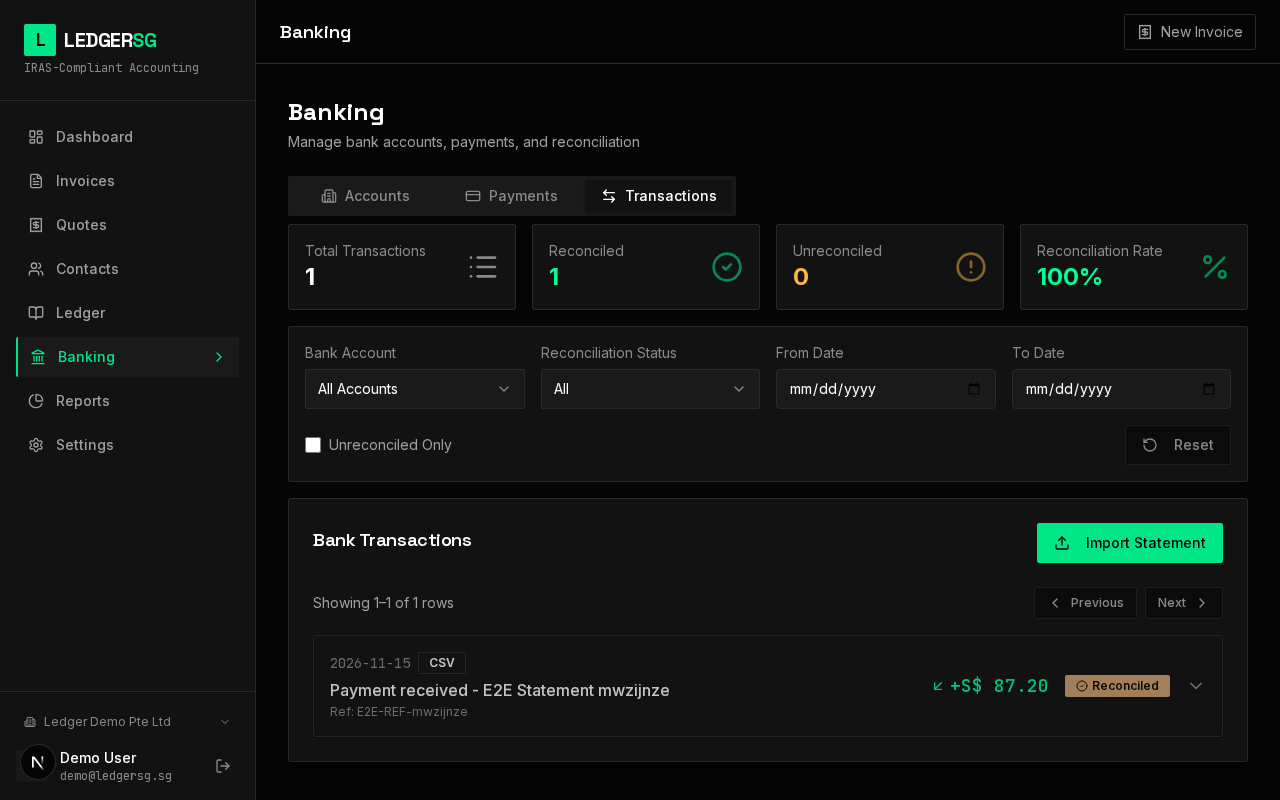 L LEDGERSG
IRAS-Compliant Accounting
Dashboard
Invoices
Quotes
Contacts
Ledger
Banking
Reports
Settings
Ledger Demo Pte Ltd
N
Demo User
demo@ledgersg.sg
Banking
New Invoice
Banking
Manage bank accounts, payments, and reconciliation
Accounts
Payments
Transactions
Total Transactions
1
Reconciled
1
Unreconciled
0
Reconciliation Rate
100%
Bank Account
All Accounts
Reconciliation Status
All
From Date
mm/dd/yyyy
To Date
mm/dd/yyyy
Unreconciled Only
Reset
Bank Transactions
Import Statement
Showing 1–1 of 1 rows
Previous
Next
2026-11-15 CSV
Payment received - E2E Statement mwzijnze
Ref: E2E-REF-mwzijnze
+S$ 87.20
Reconciled